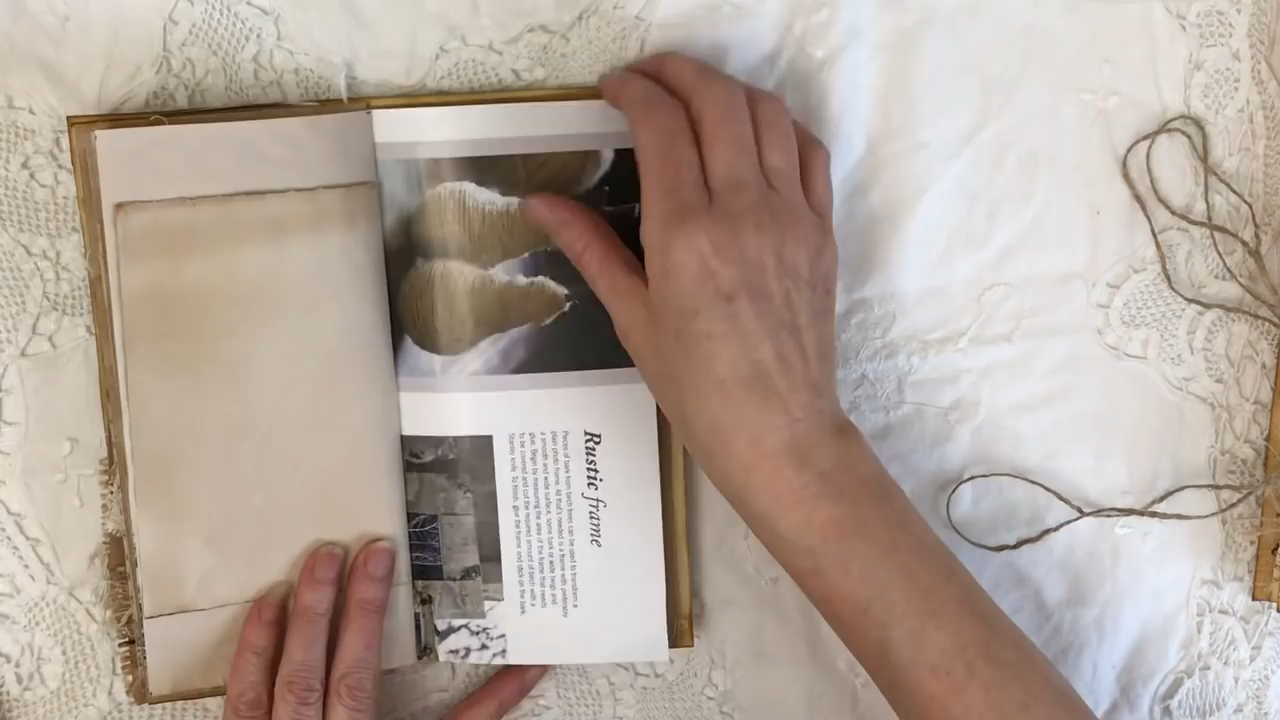 Rustic frame
Pieces of bark from birch trees can be used to transform a
plain photo frame. All that's needed is a frame with preferably
a smooth and wide surface, some bark or wide twigs and
glue. Begin by measuring the area of the frame that needs
to be covered and cut the required amount of birch with a
Stanley knife. To finish, glue the frame and stick on the bark.